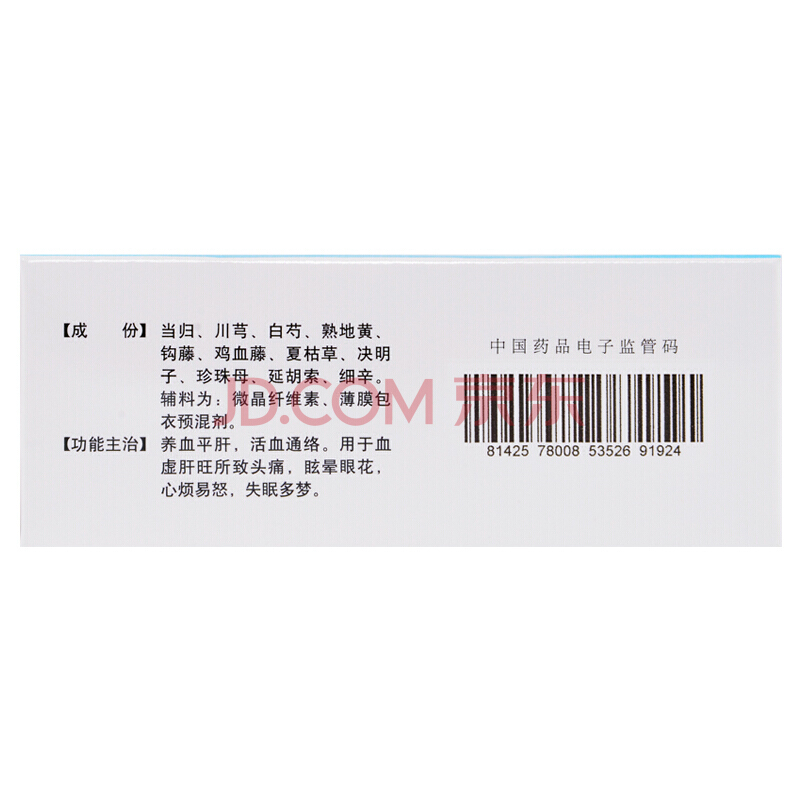 【成　份】当归、川芎、白芍、熟地黄、
钩藤、鸡血藤、夏枯草、决明
子、珍珠母、延胡索、细辛。
辅料为：微晶纤维素、薄膜包
衣预混剂。
【功能主治】养血平肝，活血通络。用于血
虚肝旺所致头痛，眩晕眼花，
心烦易怒，失眠多梦。
中国药品电子监管码
81425 78008 53526 91924
JD.COM 京东